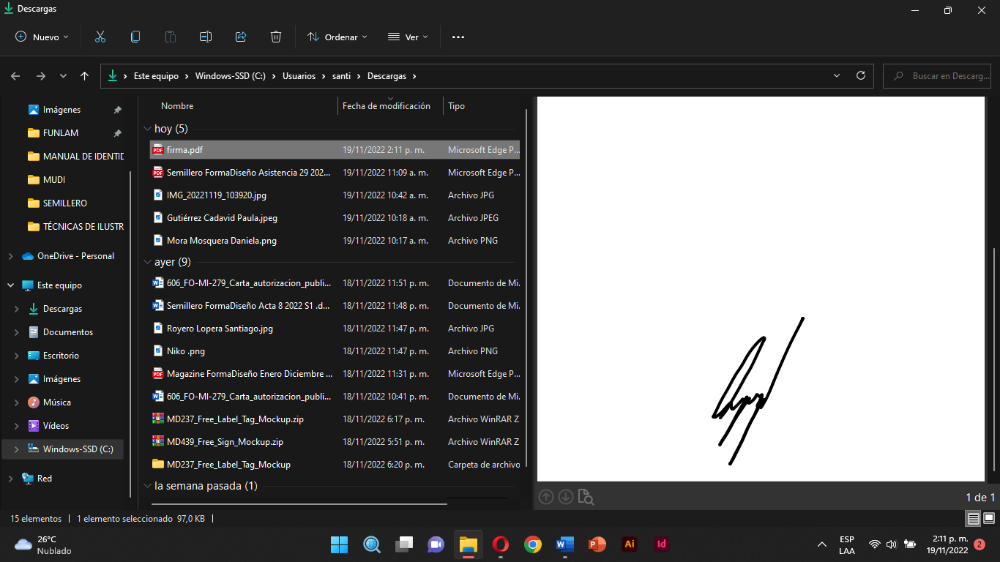 Descargas
Nuevo
Ordenar
Ver
Este equipo > Windows-SSD (C:) > Usuarios > santi > Descargas >
Buscar en Descarg...
Imágenes
FUNLAM
MANUAL DE IDENTID
MUDI
SEMILLERO
TÉCNICAS DE ILUSTR
OneDrive - Personal
Este equipo
Descargas
Documentos
Escritorio
Imágenes
Música
Vídeos
Windows-SSD (C:)
Red
Nombre Fecha de modificación Tipo
hoy (5)
firma.pdf 19/11/2022 2:11 p. m. Microsoft Edge P...
Semillero FormaDiseño Asistencia 29 202... 19/11/2022 11:09 a. m. Microsoft Edge P...
IMG_20221119_103920.jpg 19/11/2022 10:42 a. m. Archivo JPG
Gutiérrez Cadavid Paula.jpeg 19/11/2022 10:18 a. m. Archivo JPEG
Mora Mosquera Daniela.png 19/11/2022 10:17 a. m. Archivo PNG
ayer (9)
606_FO-MI-279_Carta_autorizacion_publi... 18/11/2022 11:51 p. m. Documento de Mi.
Semillero FormaDiseño Acta 8 2022 S1 .d... 18/11/2022 11:48 p. m. Documento de Mi.
Royero Lopera Santiago.jpg 18/11/2022 11:47 p. m. Archivo JPG
Niko .png 18/11/2022 11:47 p. m. Archivo PNG
Magazine FormaDiseño Enero Diciembre ... 18/11/2022 11:31 p. m. Microsoft Edge P...
606_FO-MI-279_Carta_autorizacion_publi... 18/11/2022 10:41 p. m. Documento de Mi.
MD237_Free_Label_Tag_Mockup.zip 18/11/2022 6:17 p. m. Archivo WinRAR Z
MD439_Free_Sign_Mockup.zip 18/11/2022 5:51 p. m. Archivo WinRAR Z
MD237_Free_Label_Tag_Mockup 18/11/2022 6:20 p. m. Carpeta de archivo
la semana pasada (1)
1 de 1
15 elementos 1 elemento seleccionado 97,0 KB
26°C
Nublado
ESP
LAA
2:11 p. m.
19/11/2022
2